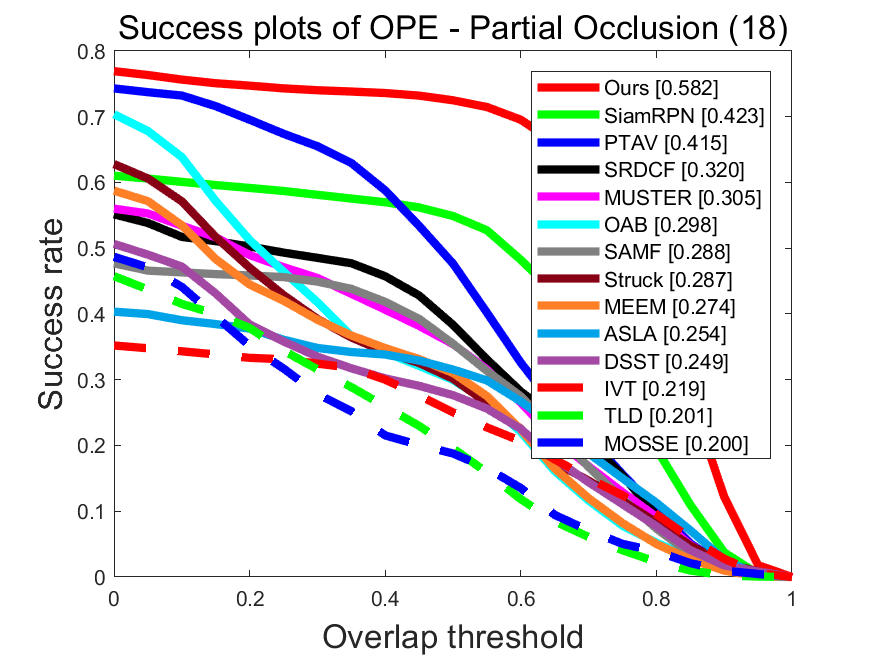 Success plots of OPE - Partial Occlusion (18)
0.8
0.7
0.6
0.5
0.4
0.3
0.2
0.1
0
Success rate
Ours [0.582]
SiamRPN [0.423]
PTAV [0.415]
SRDCF [0.320]
MUSTER [0.305]
OAB [0.298]
SAMF [0.288]
Struck [0.287]
MEEM [0.274]
ASLA [0.254]
DSST [0.249]
IVT [0.219]
TLD [0.201]
MOSSE [0.200]
0 0.2 0.4 0.6 0.8 1
Overlap threshold